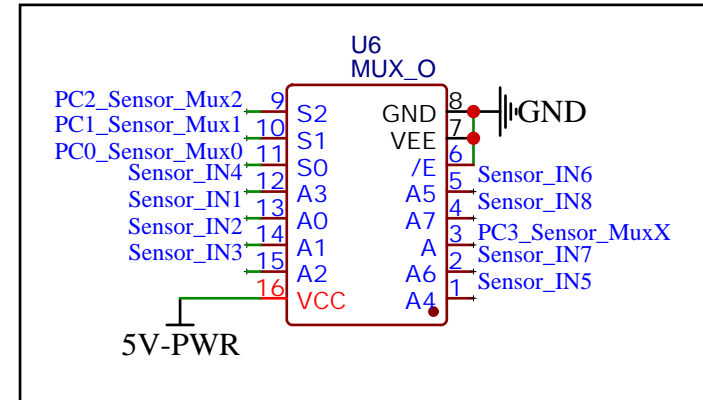 U6
MUX_O
PC2_Sensor_Mux2 9 S2 GND 8 GND
PC1_Sensor_Mux1 10 S1 VEE 7
PC0_Sensor_Mux0 11 S0 /E 6
Sensor_IN4 12 A3 A5 5 Sensor_IN6
Sensor_IN1 13 A0 A7 4 Sensor_IN8
Sensor_IN2 14 A1 A 3 PC3_Sensor_MuxX
Sensor_IN3 15 A2 A6 2 Sensor_IN7
16 VCC A4 1 Sensor_IN5
5V-PWR